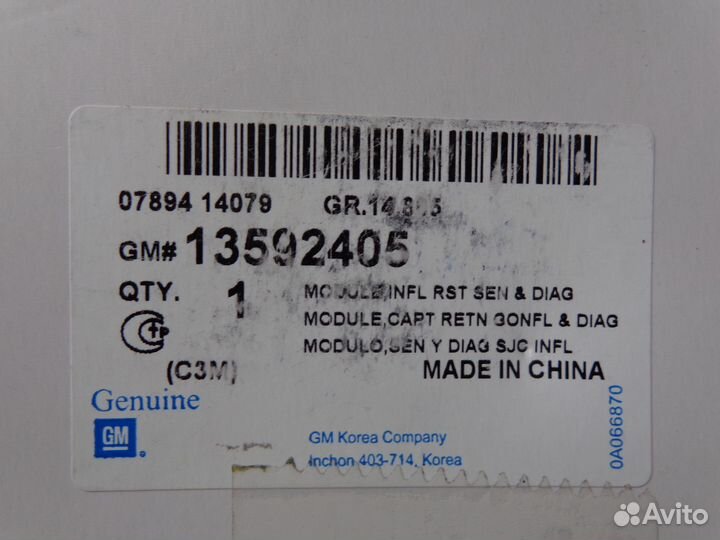 07894 14079 GR.14
GM# 13592405
QTY. 1
MODULE,INFL RST SEN & DIAG
MODULE,CAPT RETN GONFL & DIAG
MODULO,SEN Y DIAG SJC INFL
(C3M) MADE IN CHINA
Genuine
GM
GM Korea Company
Inchon 403-714, Korea
0A066870
Avito